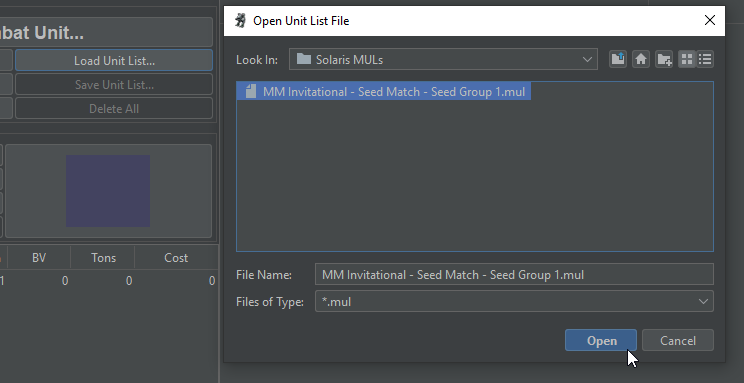 bat Unit...
Load Unit List...
Save Unit List...
Delete All
BV Tons Cost
1 0 0 0
Open Unit List File
Look In: Solaris MULs
MM Invitational - Seed Match - Seed Group 1.mul
File Name: MM Invitational - Seed Match - Seed Group 1.mul
Files of Type: *.mul
Open Cancel